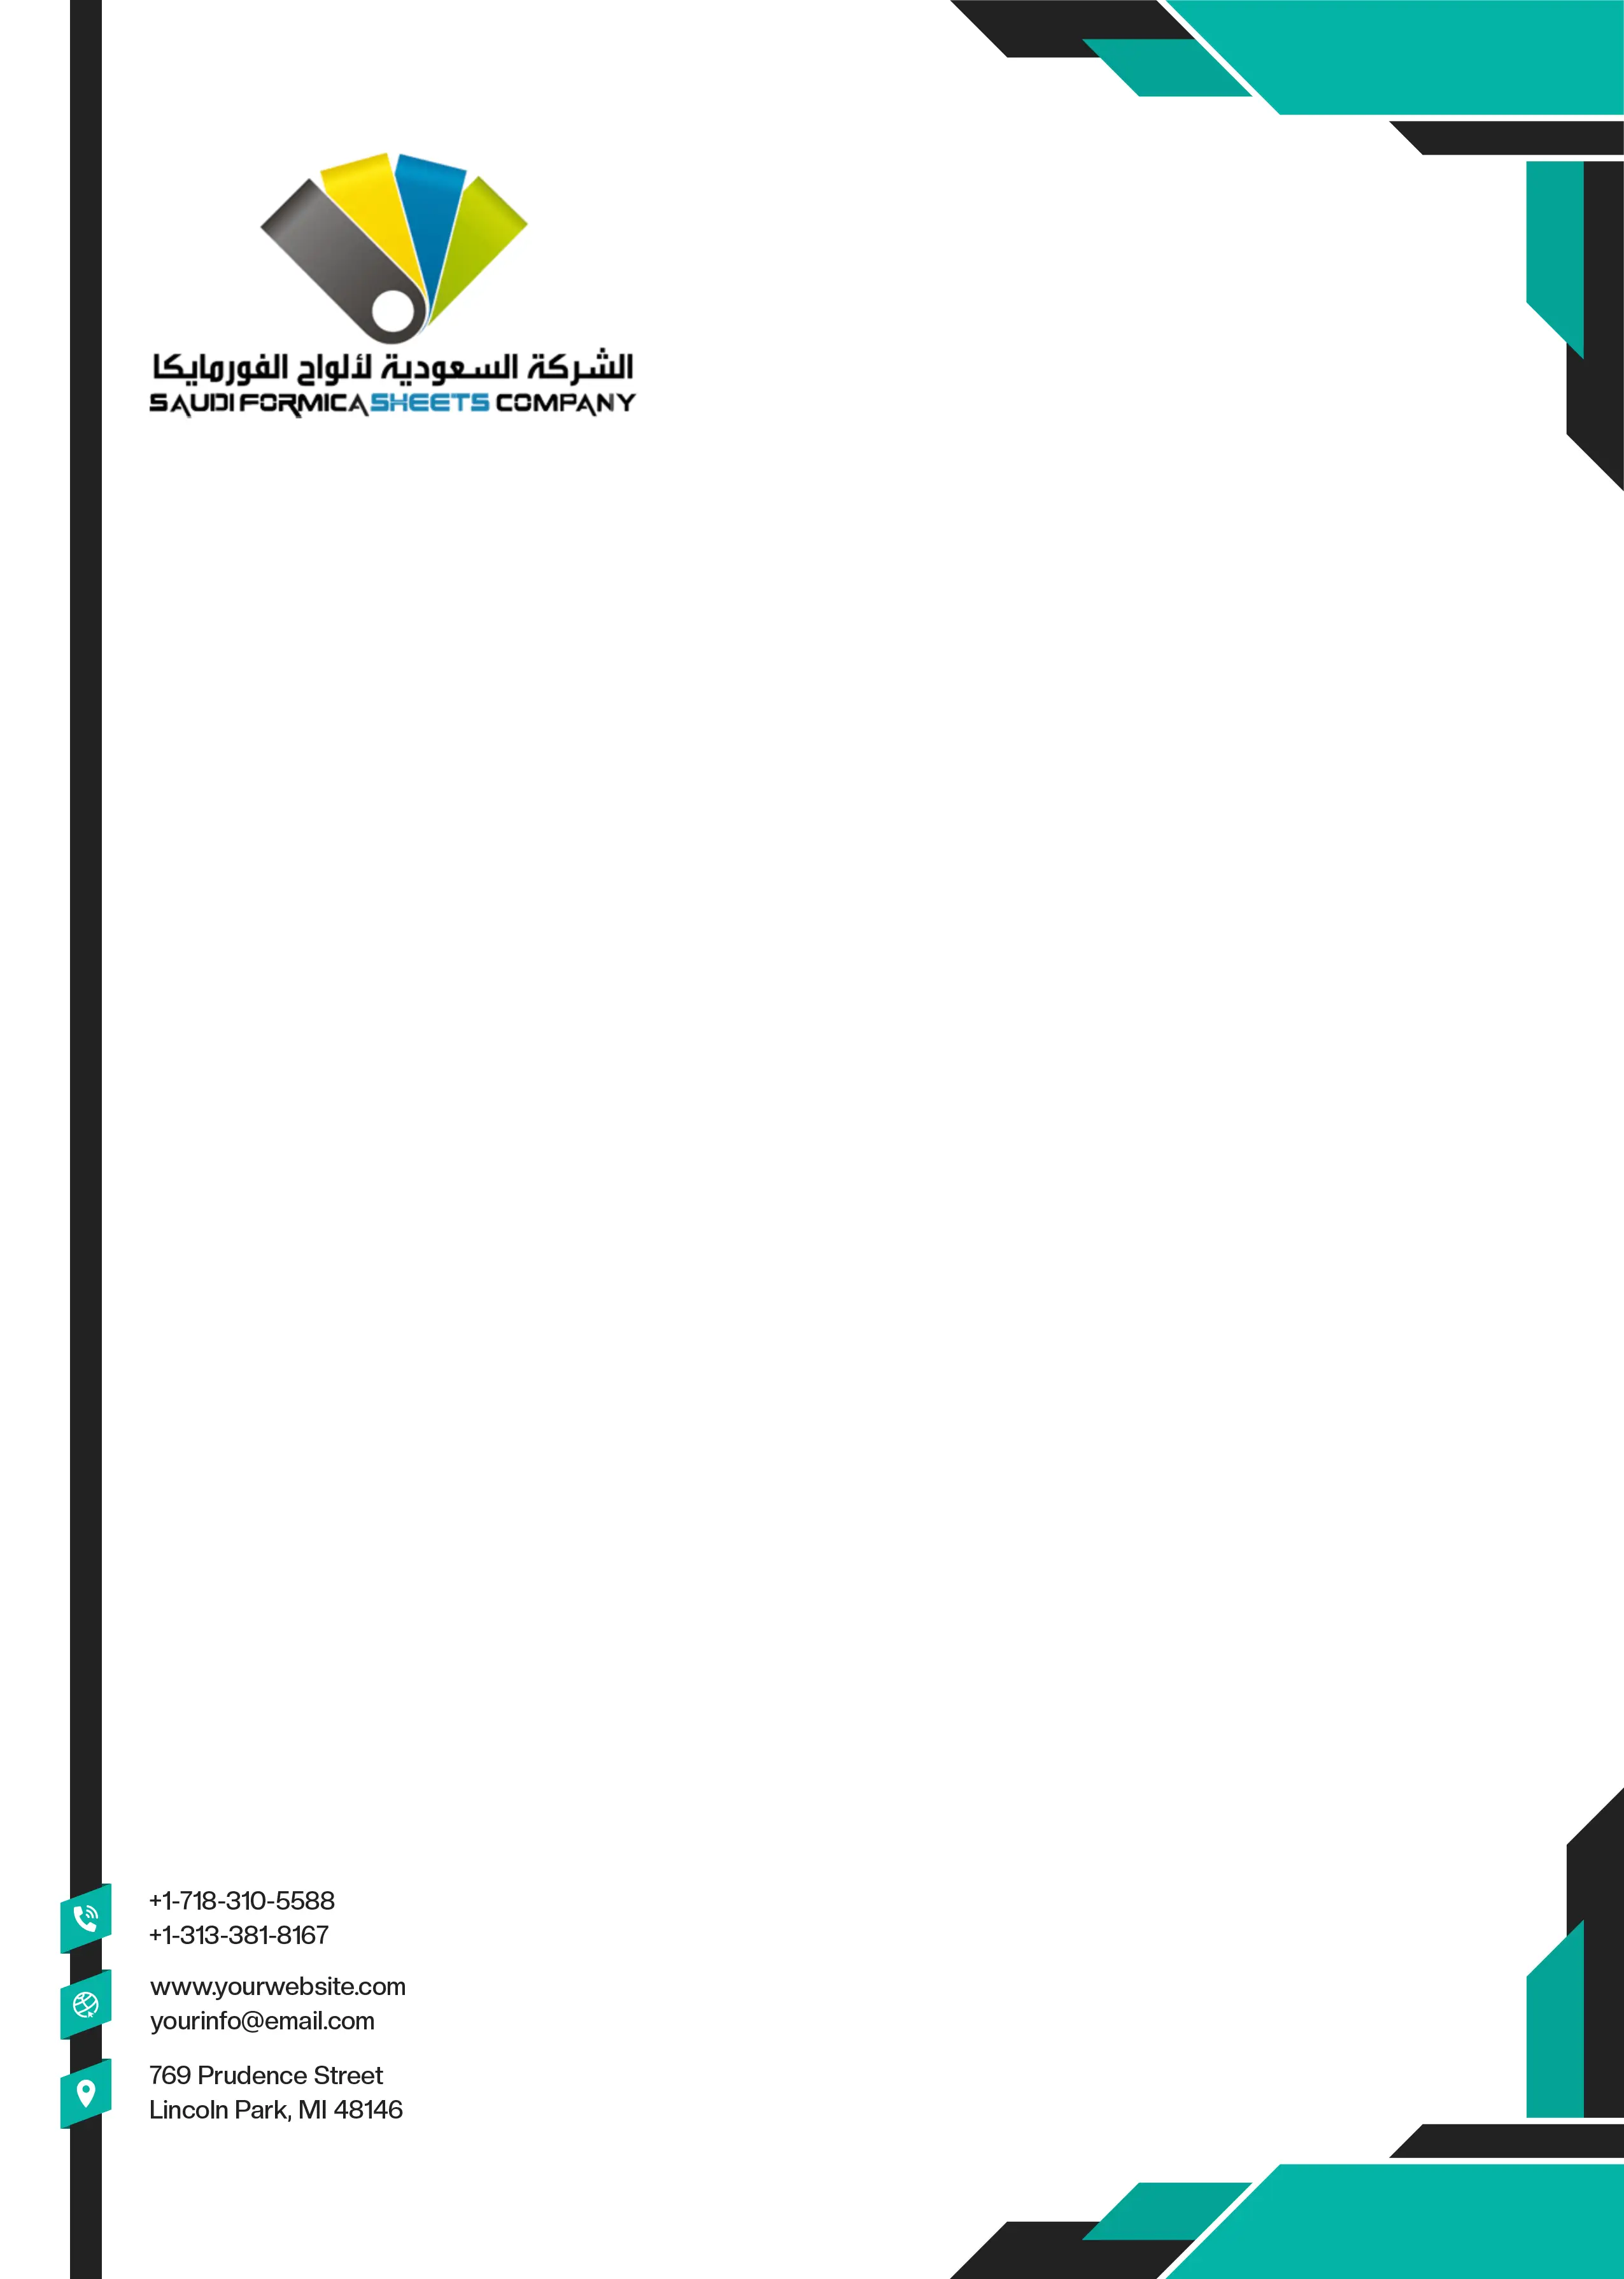 الشركة السعودية لألواح الفورمايكا
SAUDI FORMICA SHEETS COMPANY
+1-718-310-5588
+1-313-381-8167
www.yourwebsite.com
yourinfo@email.com
769 Prudence Street
Lincoln Park, MI 48146